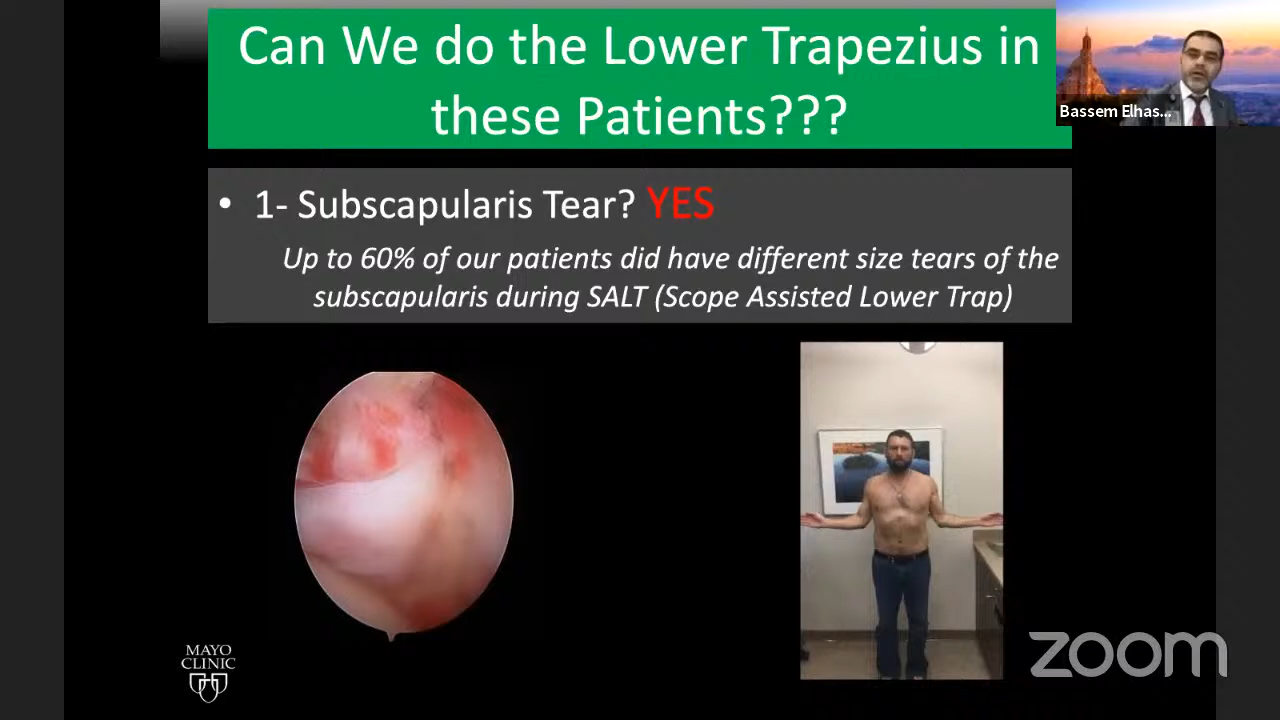 Can We do the Lower Trapezius in
these Patients???
Bassem Elhas...
• 1- Subscapularis Tear? YES
Up to 60% of our patients did have different size tears of the
subscapularis during SALT (Scope Assisted Lower Trap)
MAYO
CLINIC
zoom